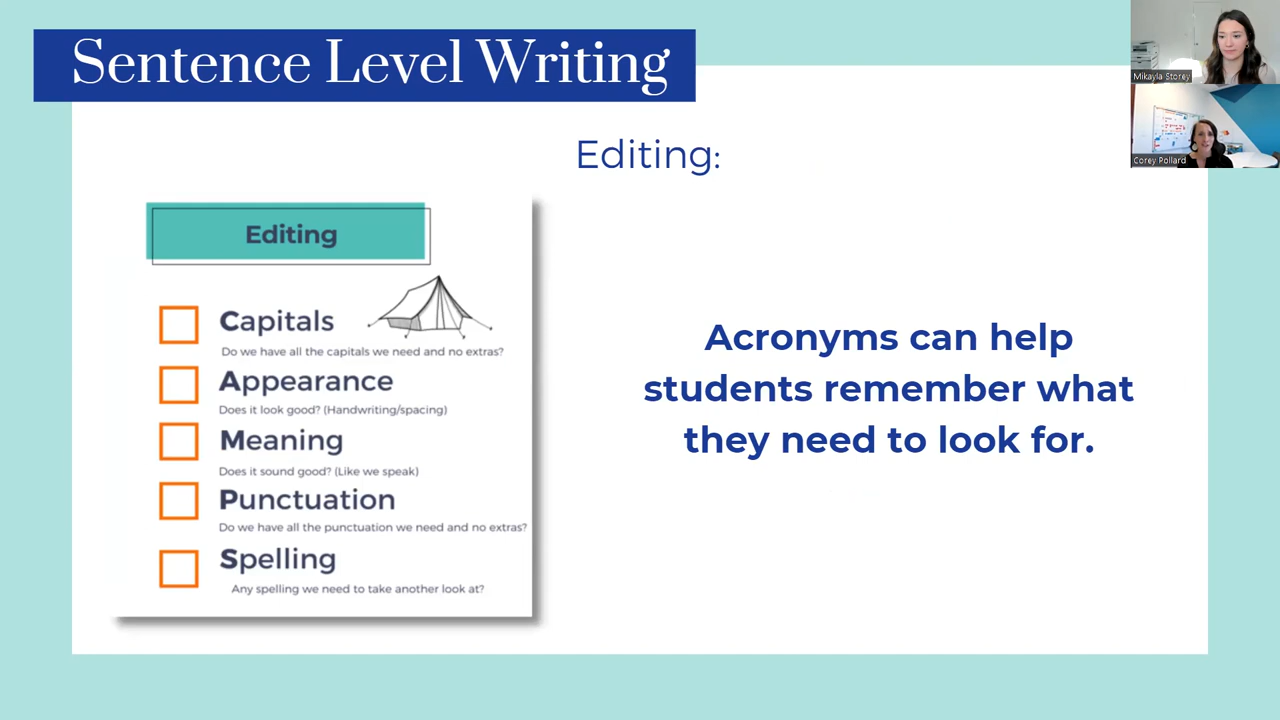 Sentence Level Writing
Mikayla Storey
Corey Pollard
Editing:
Editing
Capitals
Do we have all the capitals we need and no extras?
Appearance
Does it look good? (Handwriting/spacing)
Meaning
Does it sound good? (Like we speak)
Punctuation
Do we have all the punctuation we need and no extras?
Spelling
Any spelling we need to take another look at?
Acronyms can help
students remember what
they need to look for.